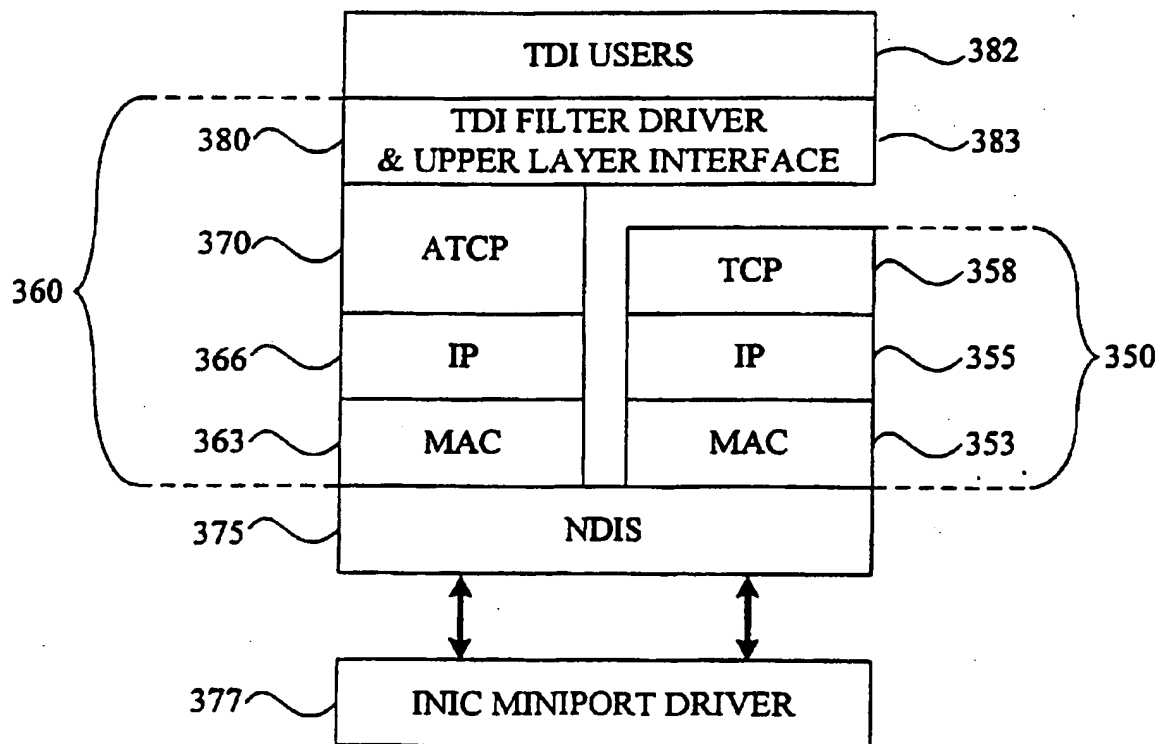 TDI USERS
382
380
TDI FILTER DRIVER
& UPPER LAYER INTERFACE
383
370
ATCP
TCP
358
360
366
IP
IP
355
350
363
MAC
MAC
353
375
NDIS
377
INIC MINIPORT DRIVER